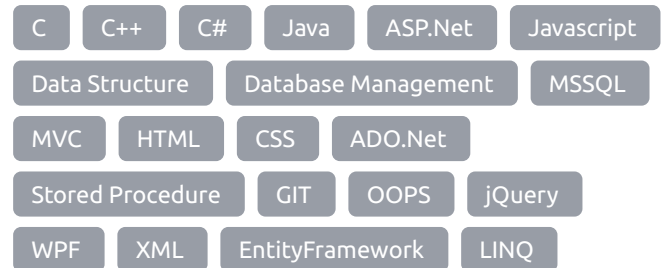 C C++ C# Java ASP.Net Javascript
Data Structure Database Management MSSQL
MVC HTML CSS ADO.Net
Stored Procedure GIT OOPS jQuery
WPF XML EntityFramework LINQ